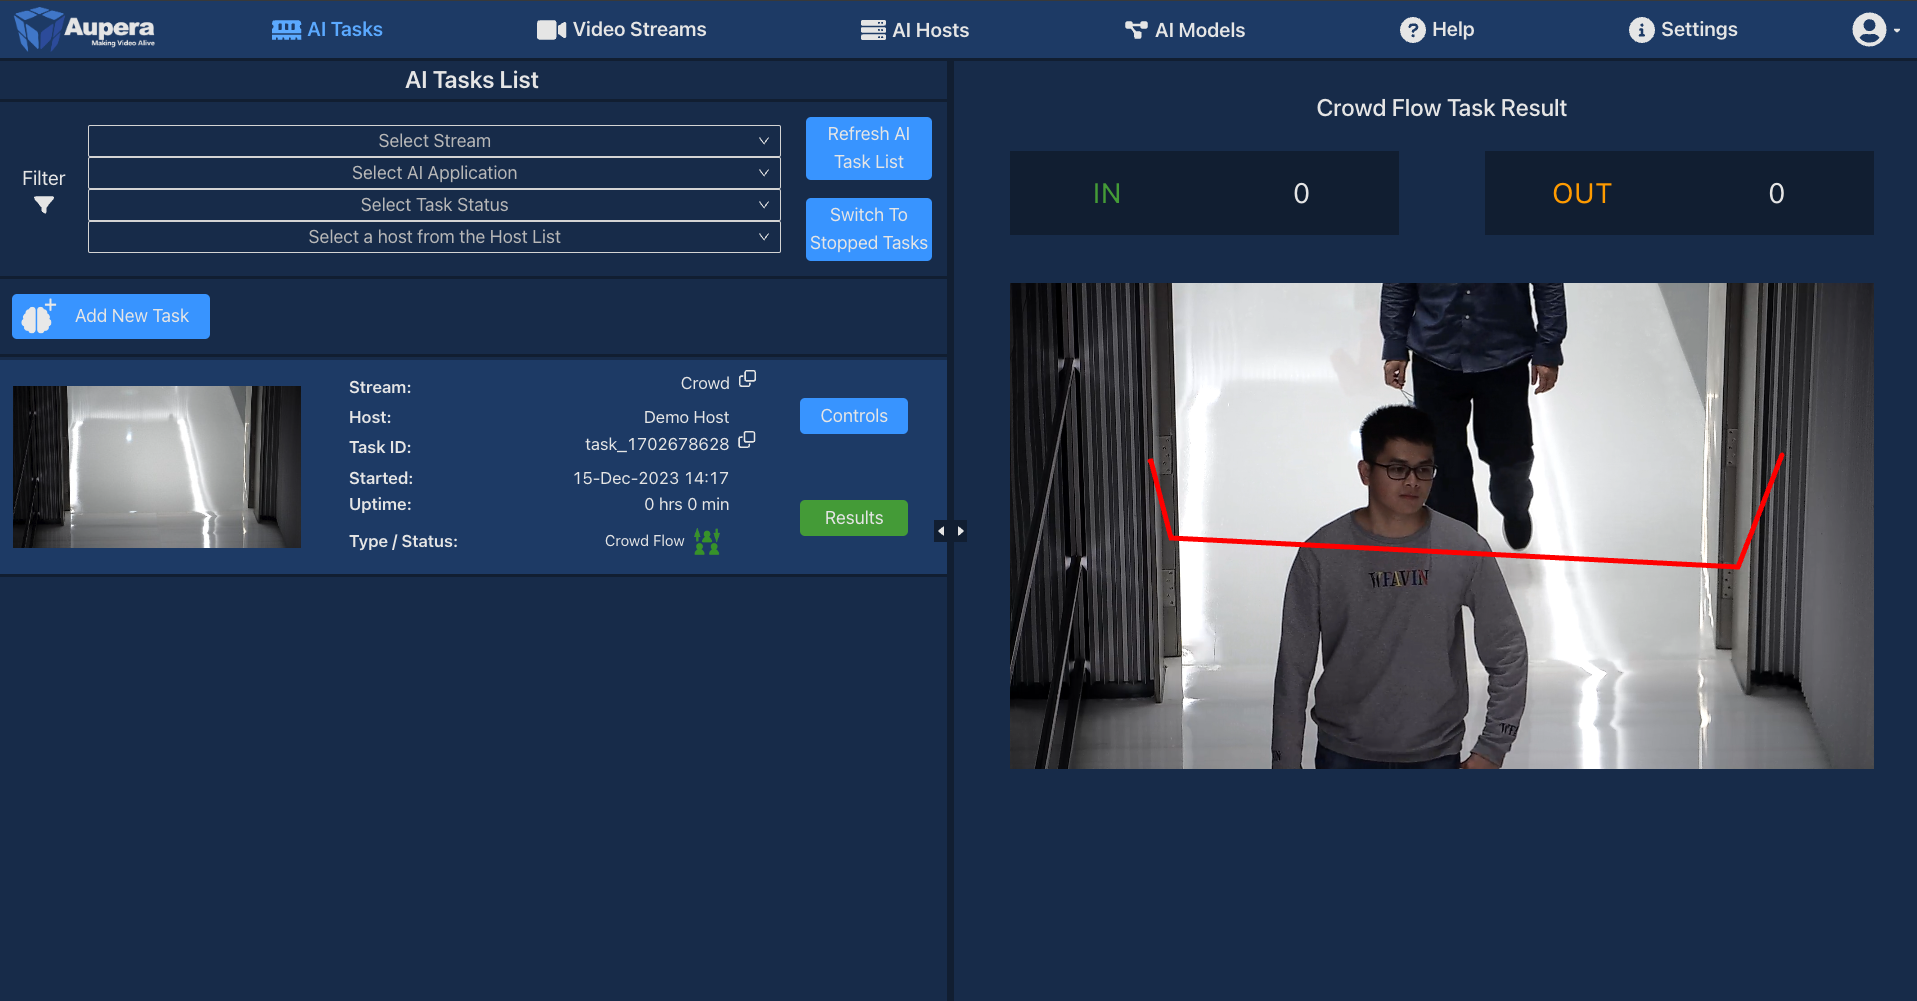 Aupera
Making Video Alive
AI Tasks
Video Streams
AI Hosts
AI Models
Help
Settings
AI Tasks List
Filter
Select Stream
Select AI Application
Select Task Status
Select a host from the Host List
Refresh AI
Task List
Switch To
Stopped Tasks
Add New Task
Stream: Crowd
Host: Demo Host
Task ID: task_1702678628
Started: 15-Dec-2023 14:17
Uptime: 0 hrs 0 min
Type / Status: Crowd Flow
Controls
Results
Crowd Flow Task Result
IN 0
OUT 0
WEAVIN